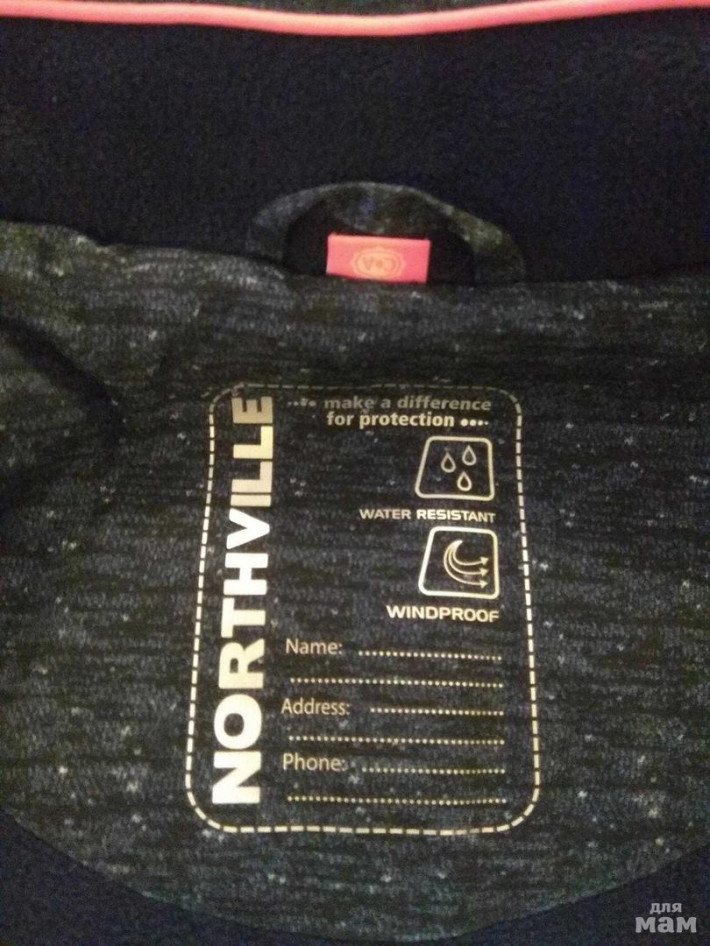 C&A
NORTHVILLE
make a difference
for protection
WATER RESISTANT
WINDPROOF
Name:
Address:
Phone:
для
мам